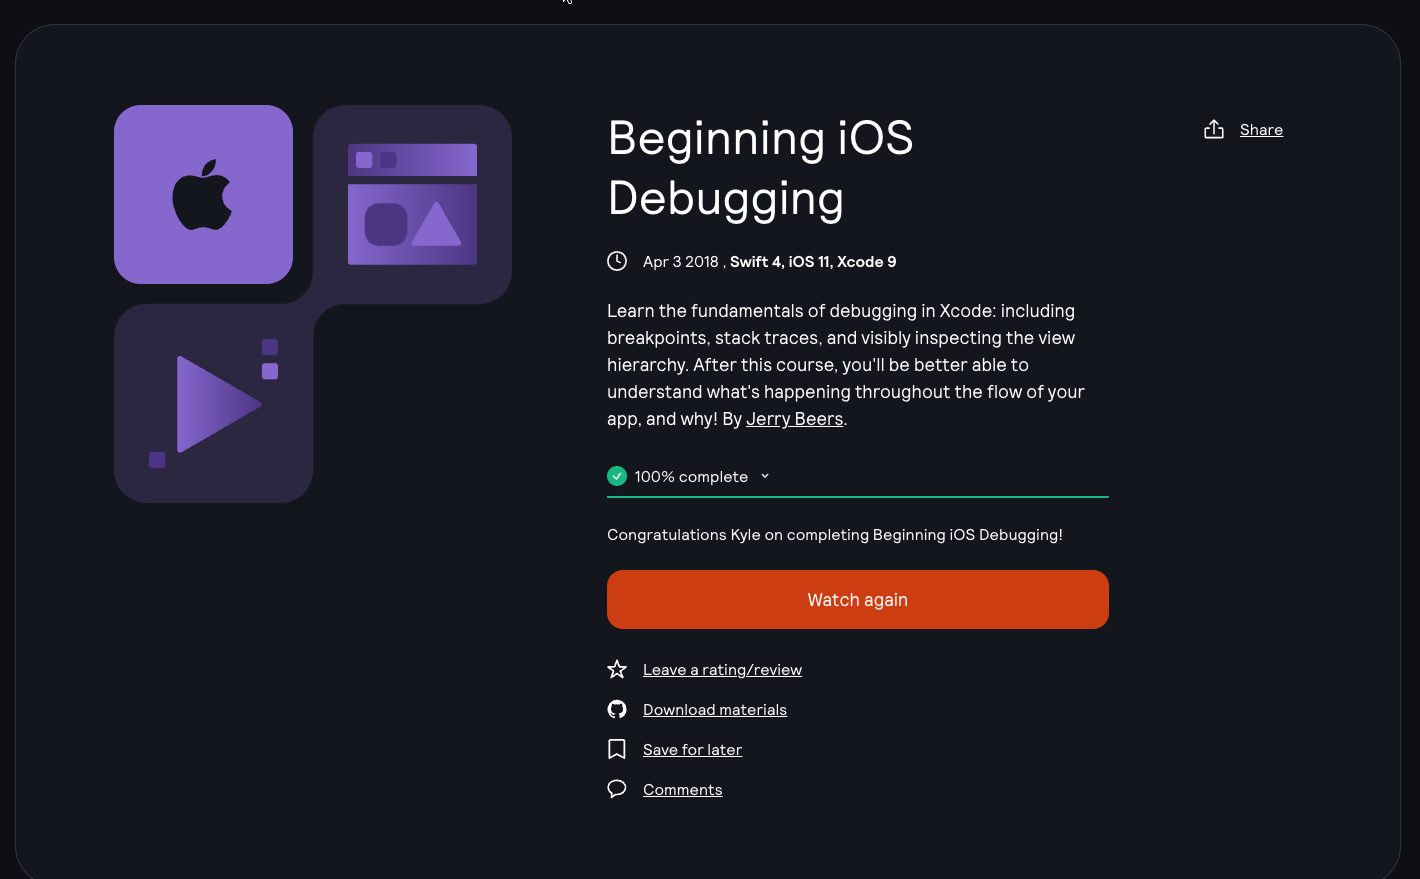 Beginning iOS
Debugging
Share
Apr 3 2018 , Swift 4, iOS 11, Xcode 9
Learn the fundamentals of debugging in Xcode: including
breakpoints, stack traces, and visibly inspecting the view
hierarchy. After this course, you'll be better able to
understand what's happening throughout the flow of your
app, and why! By Jerry Beers.
100% complete
Congratulations Kyle on completing Beginning iOS Debugging!
Watch again
Leave a rating/review
Download materials
Save for later
Comments